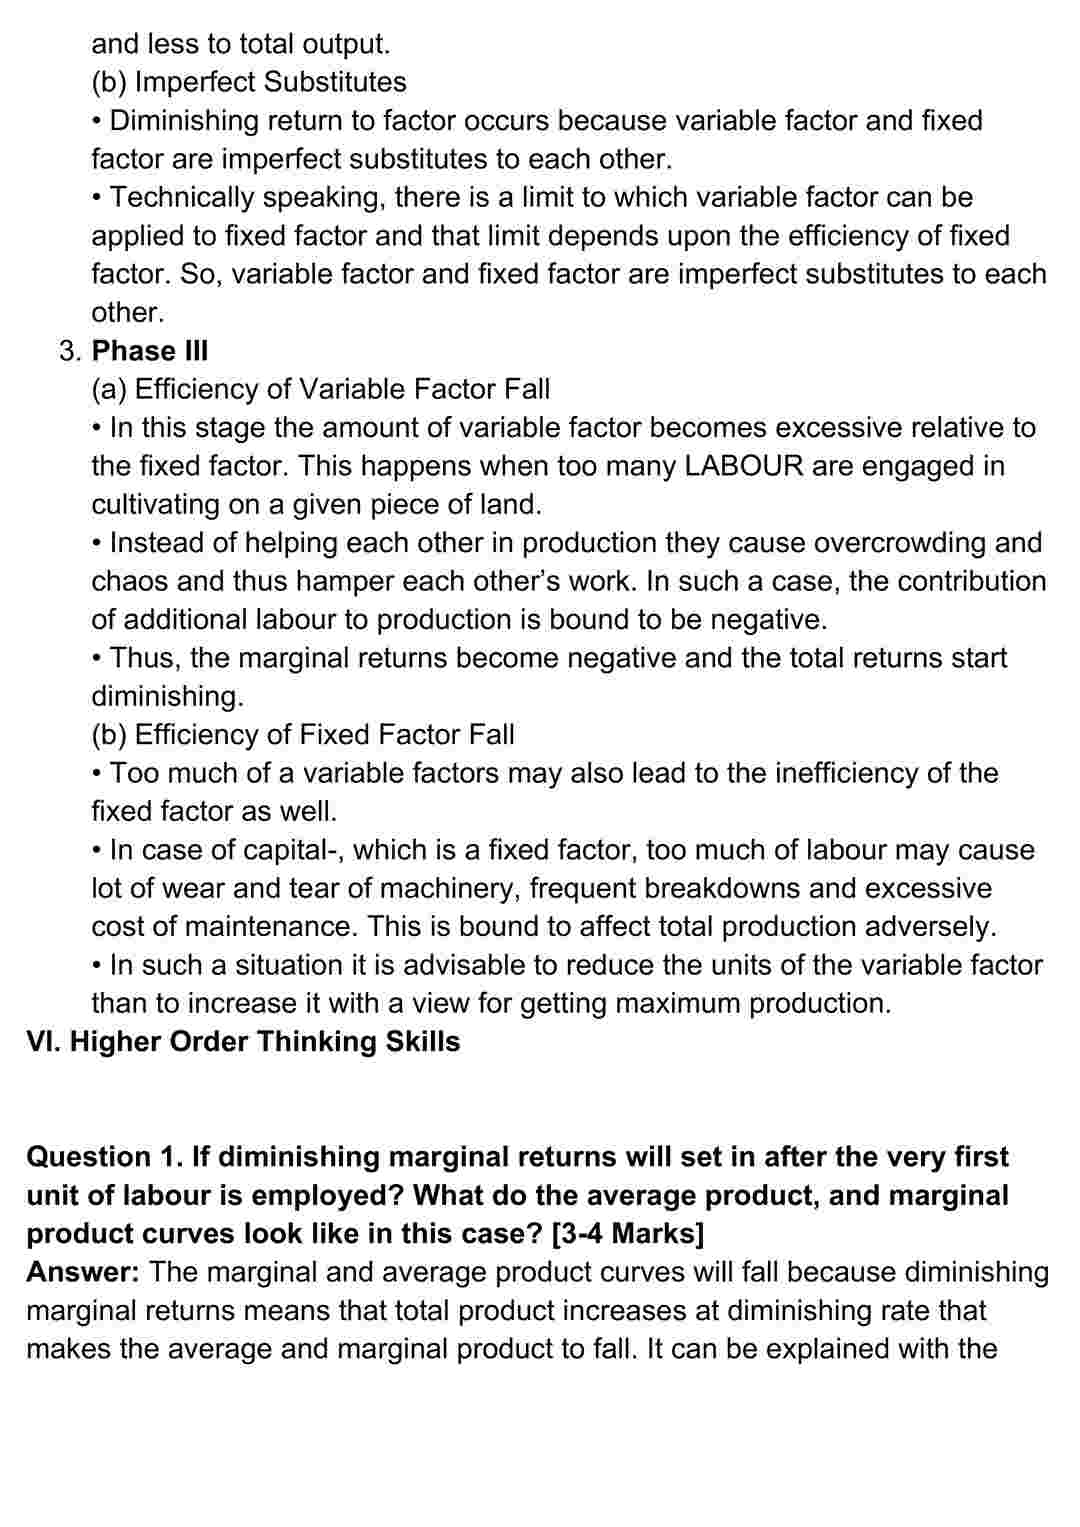 and less to total output.
(b) Imperfect Substitutes
• Diminishing return to factor occurs because variable factor and fixed
factor are imperfect substitutes to each other.
• Technically speaking, there is a limit to which variable factor can be
applied to fixed factor and that limit depends upon the efficiency of fixed
factor. So, variable factor and fixed factor are imperfect substitutes to each
other.
3. Phase III
(a) Efficiency of Variable Factor Fall
• In this stage the amount of variable factor becomes excessive relative to
the fixed factor. This happens when too many LABOUR are engaged in
cultivating on a given piece of land.
• Instead of helping each other in production they cause overcrowding and
chaos and thus hamper each other’s work. In such a case, the contribution
of additional labour to production is bound to be negative.
• Thus, the marginal returns become negative and the total returns start
diminishing.
(b) Efficiency of Fixed Factor Fall
• Too much of a variable factors may also lead to the inefficiency of the
fixed factor as well.
• In case of capital-, which is a fixed factor, too much of labour may cause
lot of wear and tear of machinery, frequent breakdowns and excessive
cost of maintenance. This is bound to affect total production adversely.
• In such a situation it is advisable to reduce the units of the variable factor
than to increase it with a view for getting maximum production.
VI. Higher Order Thinking Skills
Question 1. If diminishing marginal returns will set in after the very first
unit of labour is employed? What do the average product, and marginal
product curves look like in this case? [3-4 Marks]
Answer: The marginal and average product curves will fall because diminishing
marginal returns means that total product increases at diminishing rate that
makes the average and marginal product to fall. It can be explained with the